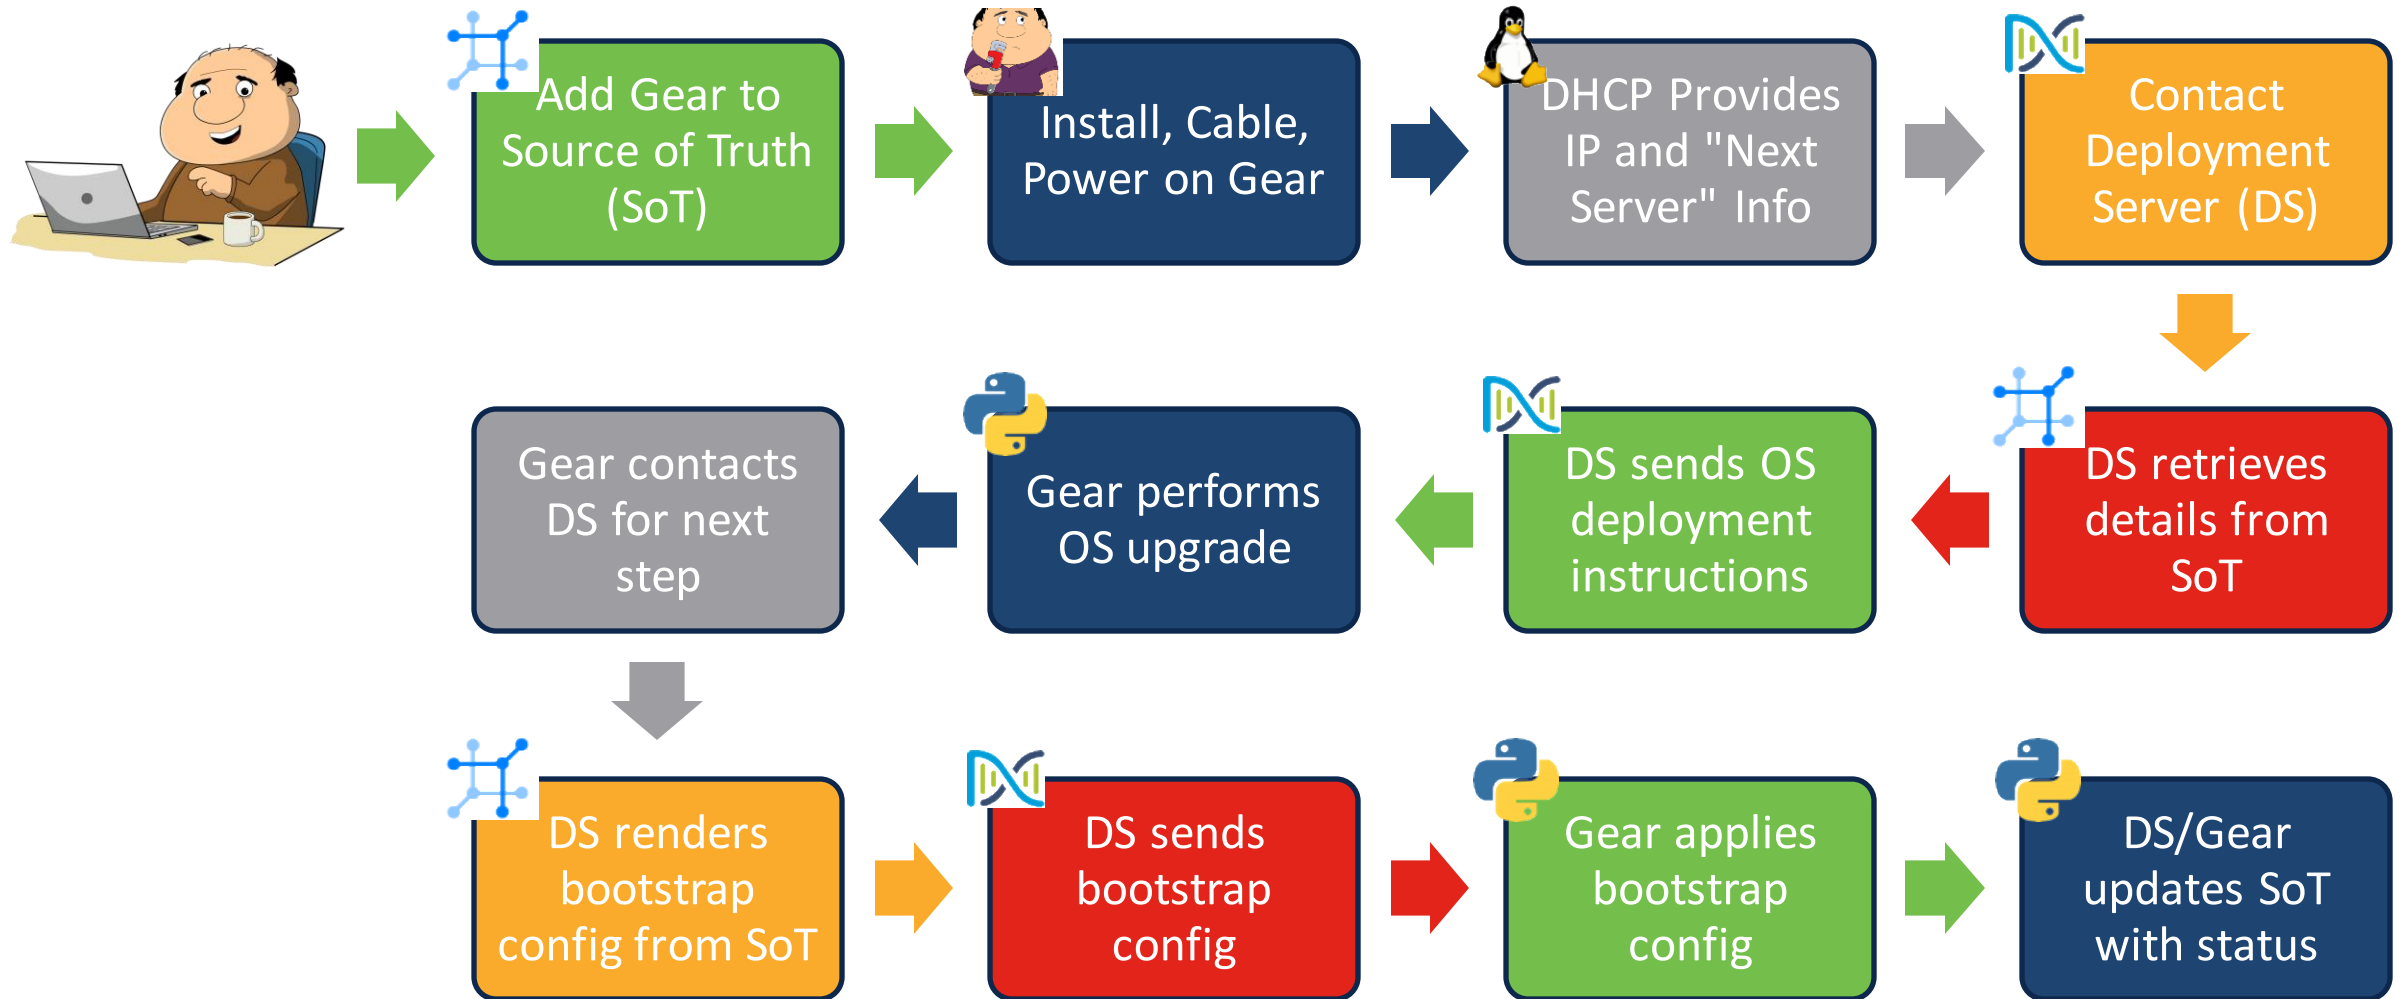 Add Gear to
Source of Truth
(SoT)
Install, Cable,
Power on Gear
DHCP Provides
IP and "Next
Server" Info
Contact
Deployment
Server (DS)
DS retrieves
details from
SoT
DS sends OS
deployment
instructions
Gear performs
OS upgrade
Gear contacts
DS for next
step
DS renders
bootstrap
config from SoT
DS sends
bootstrap
config
Gear applies
bootstrap
config
DS/Gear
updates SoT
with status